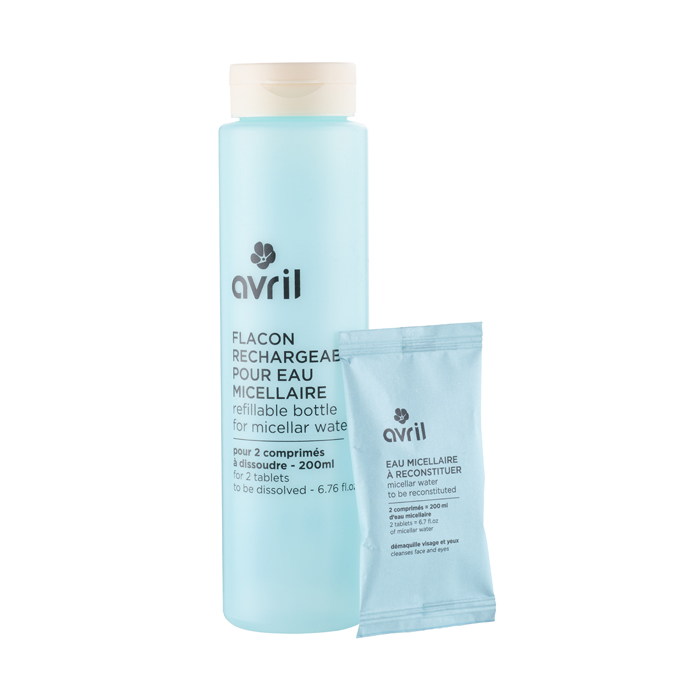 avril
FLACON
RECHARGEAB
POUR EAU
MICELLAIRE
refillable bottle
for micellar wate
pour 2 comprimés
à dissoudre - 200ml
for 2 tablets
to be dissolved - 6.76 fl.oz
avril
EAU MICELLAIRE
À RECONSTITUER
micellar water
to be reconstituted
2 comprimés = 200 ml
d'eau micellaire
2 tablets = 6.7 fl.oz
of micellar water
démaquille visage et yeux
cleanses face and eyes